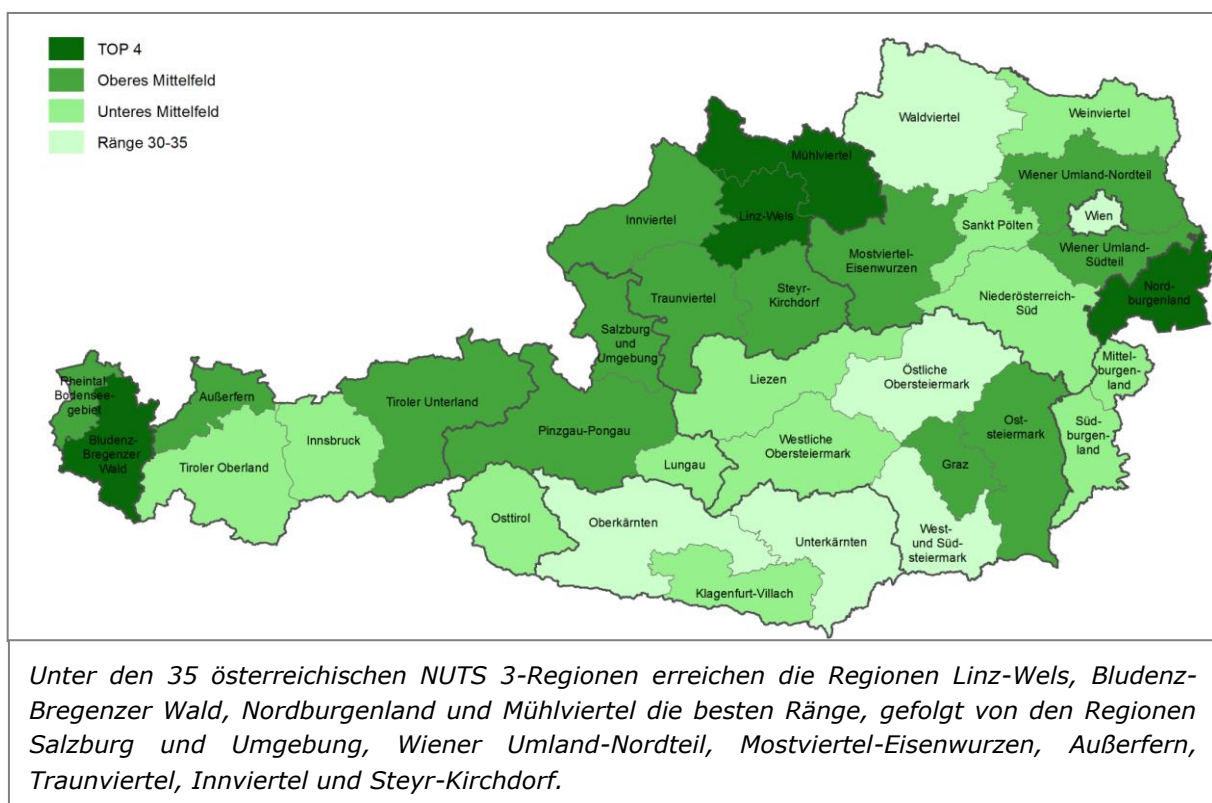 TOP 4
Oberes Mittelfeld
Unteres Mittelfeld
Ränge 30-35
Waldviertel
Weinviertel
Mühlviertel
Wiener Umland-Nordteil
Linz-Wels
Wien
Innviertel
Sankt Pölten
Mostviertel-
Eisenwurzen
Wiener Umland-
Südteil
Nord-
burgenland
Traunviertel
Steyr-
Kirchdorf
Niederösterreich-
Süd
Salzburg
und
Umgebung
Rheintal-
Bodensee-
gebiet
Außerfern
Tiroler Unterland
Liezen
Östliche
Obersteiermark
Mittel-
burgen-
land
Bludenz-
Bregenzer
Wald
Tiroler Oberland
Innsbruck
Pinzgau-Pongau
Westliche
Obersteiermark
Ost-
steiermark
Süd-
burgen-
land
Lungau
Graz
Osttirol
Oberkärnten
Unterkärnten
West-
und Süd-
steiermark
Klagenfurt-Villach
Unter den 35 österreichischen NUTS 3-Regionen erreichen die Regionen Linz-Wels, Bludenz-
Bregenzer Wald, Nordburgenland und Mühlviertel die besten Ränge, gefolgt von den Regionen
Salzburg und Umgebung, Wiener Umland-Nordteil, Mostviertel-Eisenwurzen, Außerfern,
Traunviertel, Innviertel und Steyr-Kirchdorf.